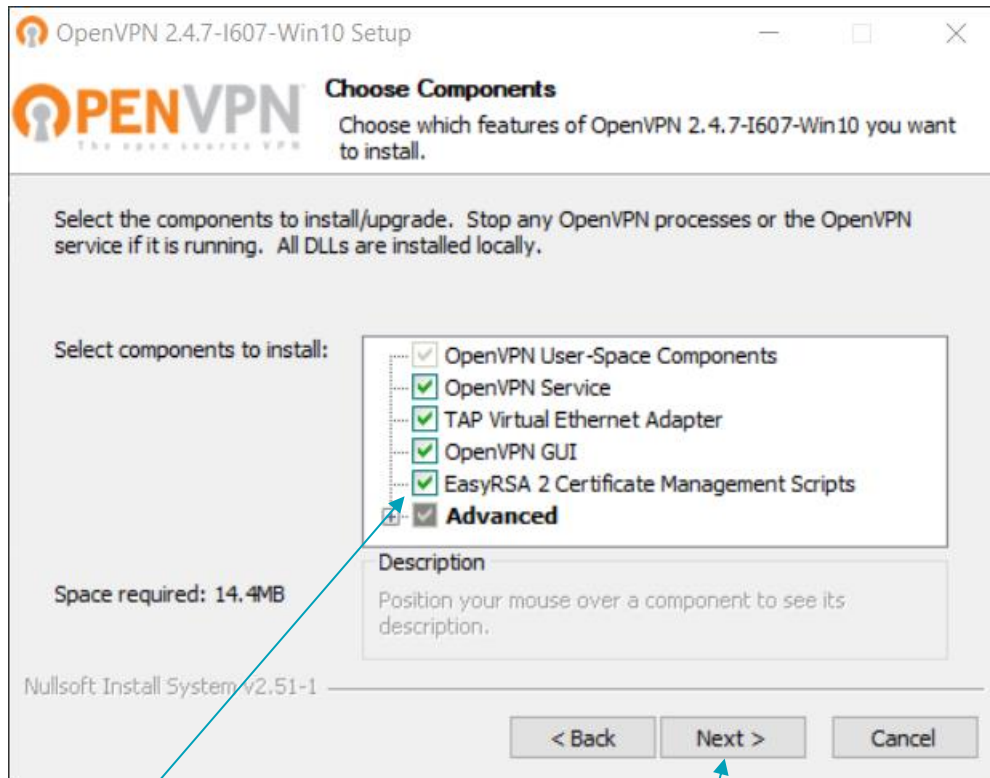 OpenVPN 2.4.7-I607-Win10 Setup
OPENVPN
The open source VPN
Choose Components
Choose which features of OpenVPN 2.4.7-I607-Win10 you want
to install.
Select the components to install/upgrade. Stop any OpenVPN processes or the OpenVPN
service if it is running. All DLLs are installed locally.
Select components to install:
OpenVPN User-Space Components
OpenVPN Service
TAP Virtual Ethernet Adapter
OpenVPN GUI
EasyRSA 2 Certificate Management Scripts
Advanced
Space required: 14.4MB
Description
Position your mouse over a component to see its
description.
Nullsoft Install System v2.51-1
< Back
Next >
Cancel